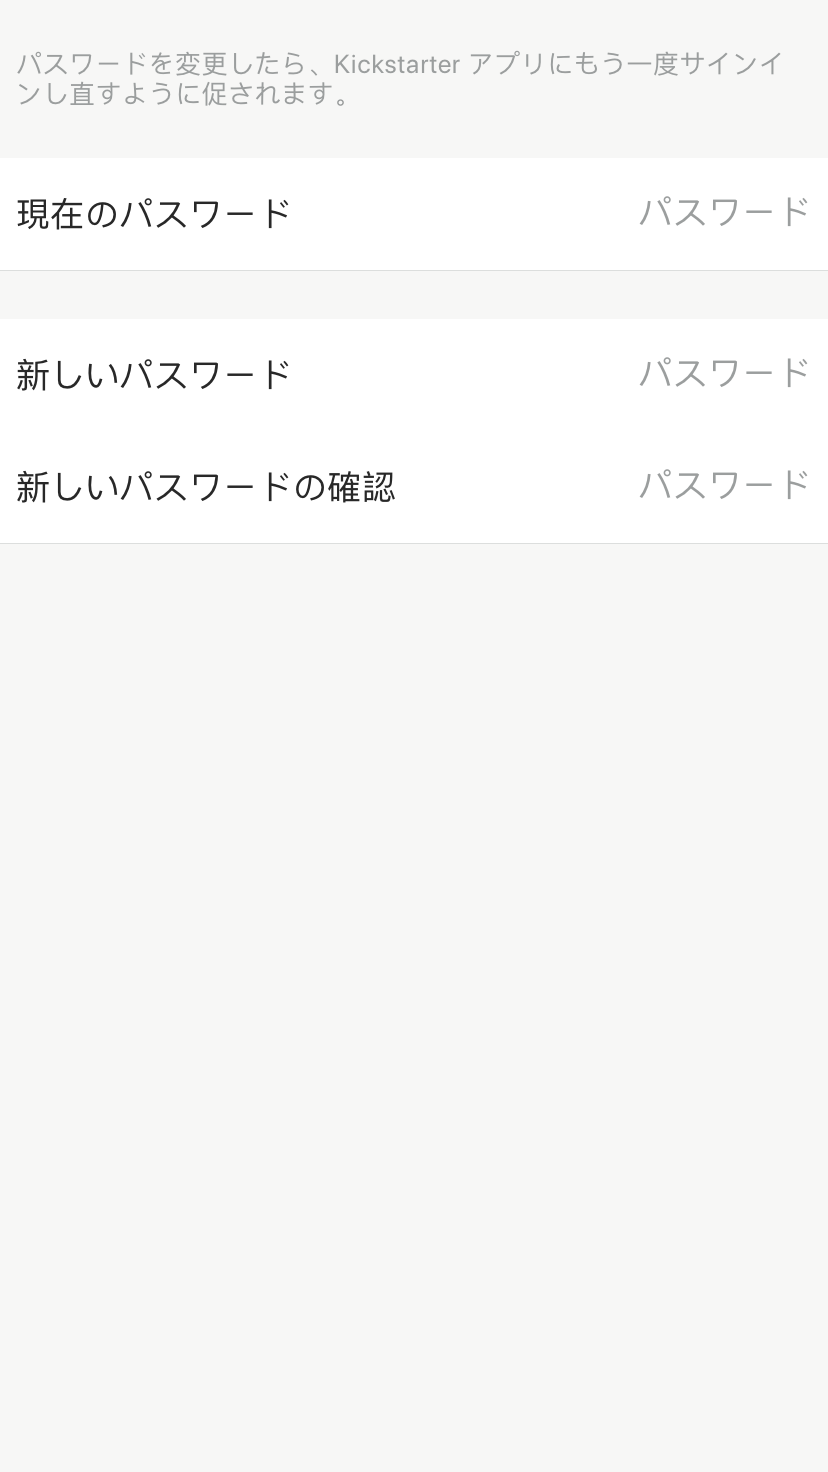 パスワードを変更したら、Kickstarter アプリにもう一度サインイ
ンし直すように促されます。
現在のパスワード パスワード
新しいパスワード パスワード
新しいパスワードの確認 パスワード